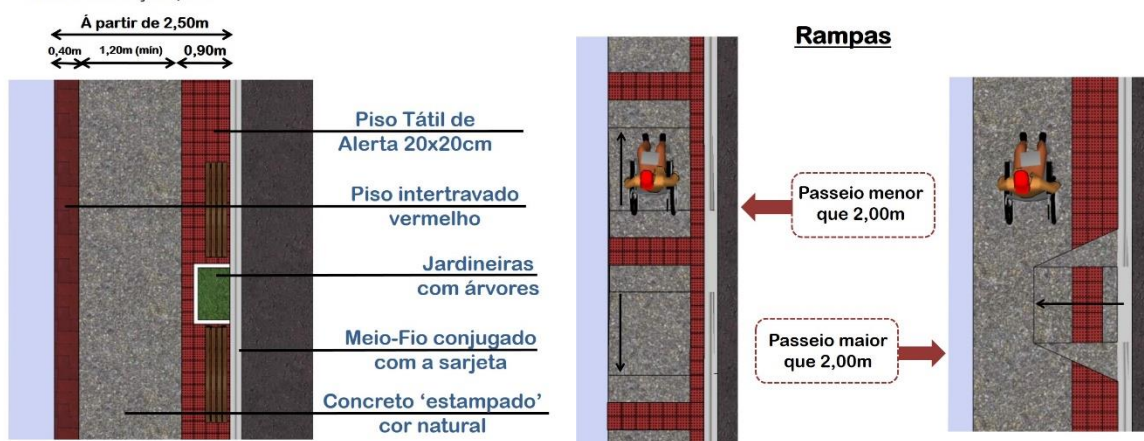 Á partir de 2,50m
0,40m
1,20m (mín)
0,90m
Piso Tátil de
Alerta 20x20cm
Piso intertravado
vermelho
Jardineiras
com árvores
Meio-Fio conjugado
com a sarjeta
Concreto ‘estampado’
cor natural
Rampas
Passeio menor
que 2,00m
Passeio maior
que 2,00m